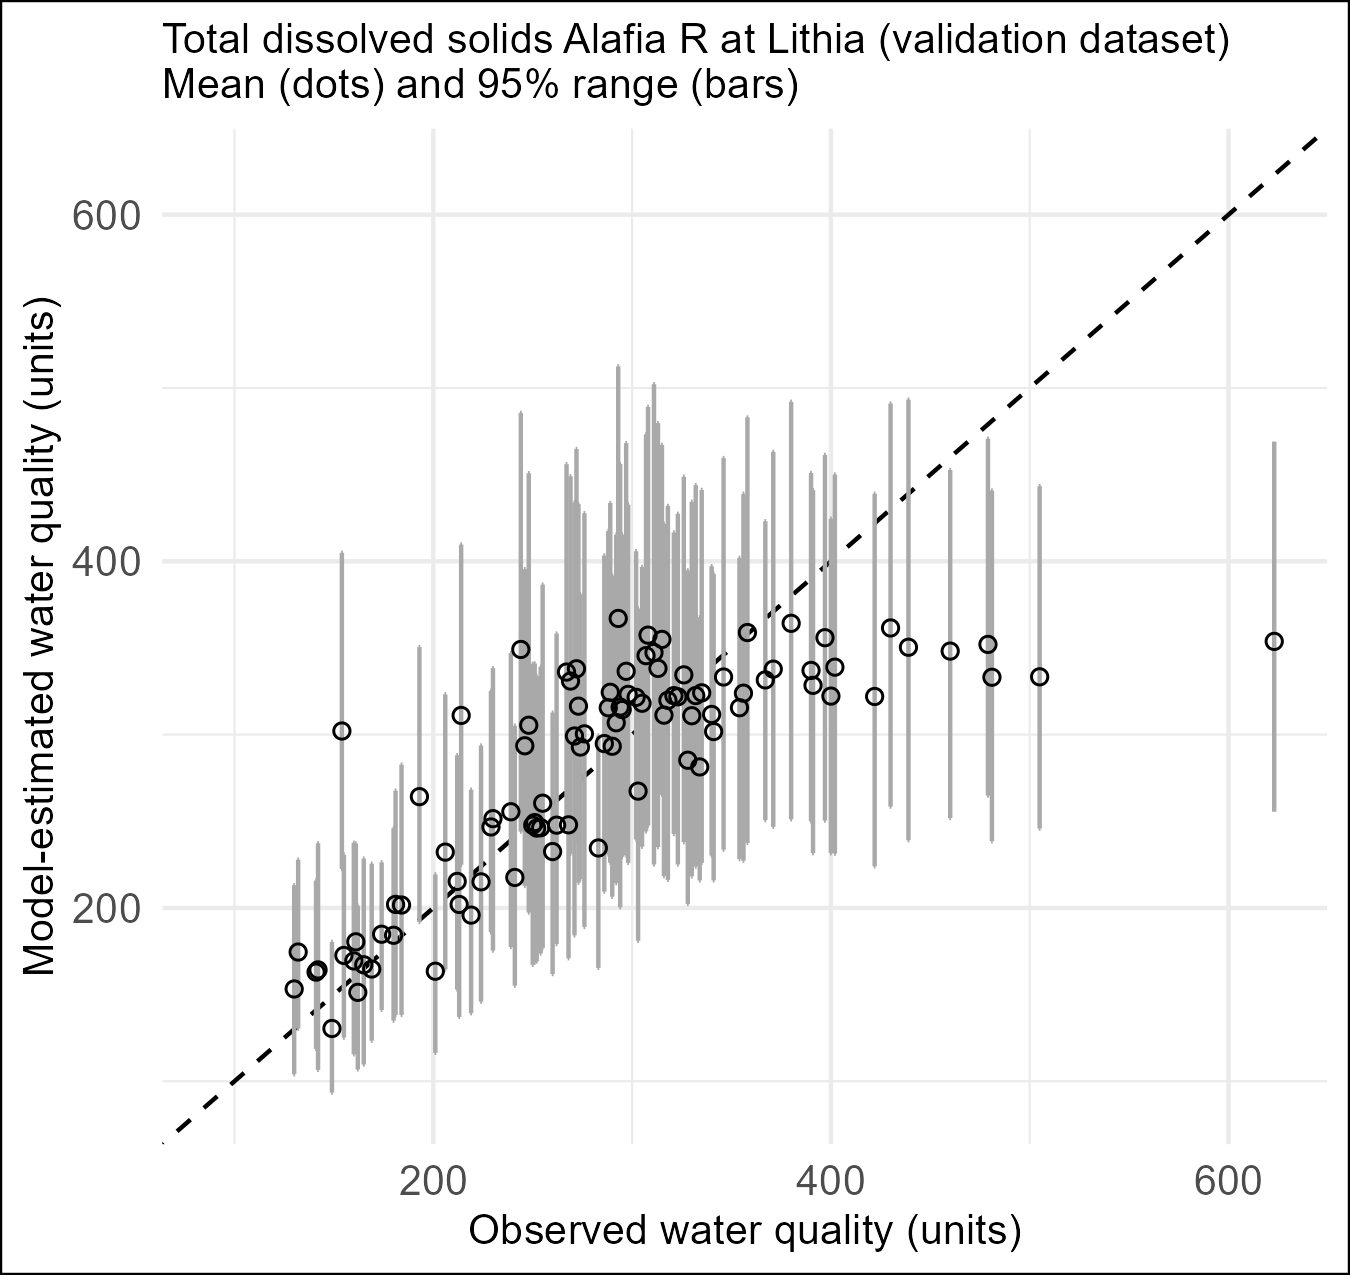 Total dissolved solids Alafia R at Lithia (validation dataset)
Mean (dots) and 95% range (bars)
Model-estimated water quality (units)
600
400
200
200
400
600
Observed water quality (units)